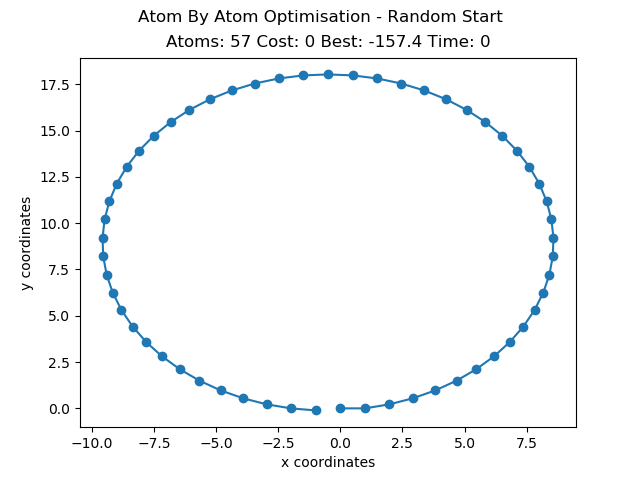 Atom By Atom Optimisation - Random Start
Atoms: 57 Cost: 0 Best: -157.4 Time: 0
17.5
15.0
12.5
10.0
7.5
5.0
2.5
0.0
y coordinates
−10.0 −7.5 −5.0 −2.5 0.0 2.5 5.0 7.5
x coordinates